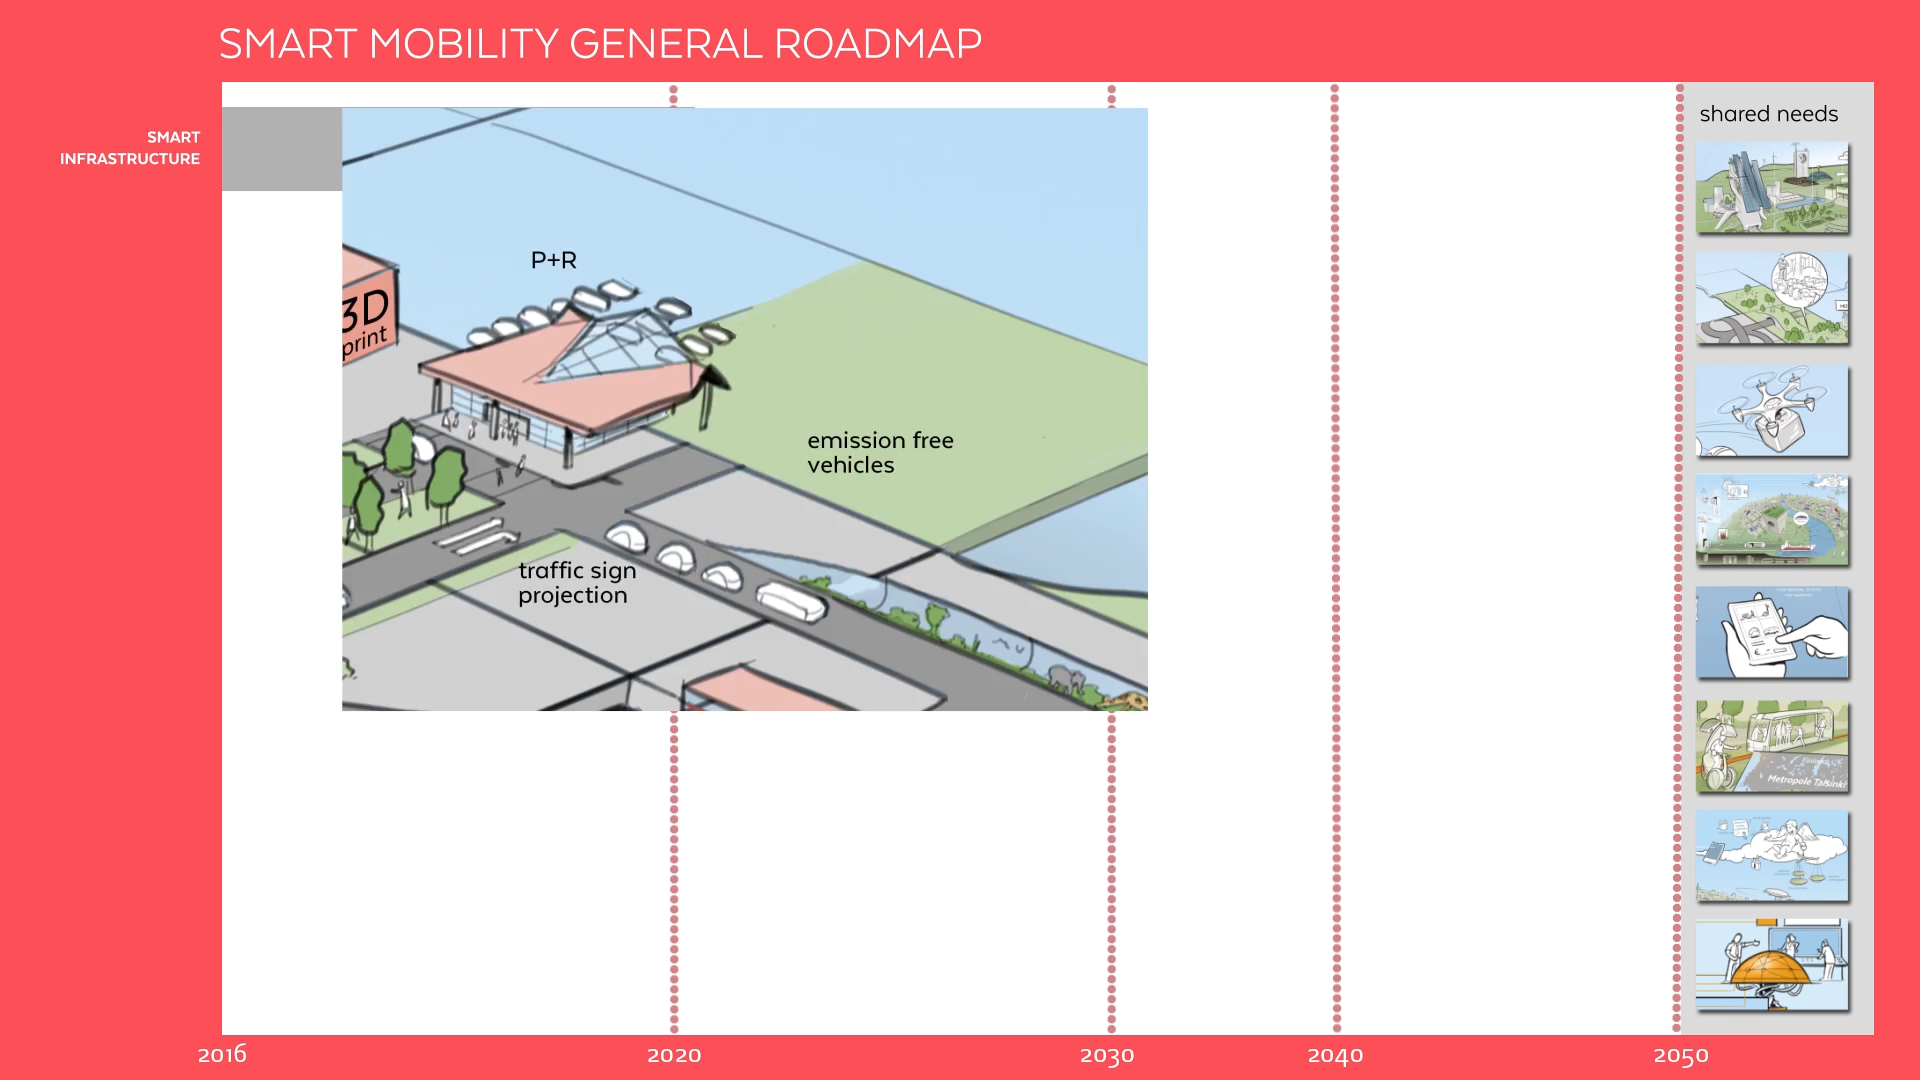 SMART MOBILITY GENERAL ROADMAP
shared needs
SMART
INFRASTRUCTURE
P+R
3D
print
emission free
vehicles
traffic sign
projection
Metropole Talsinki
2016
2020
2030
2040
2050